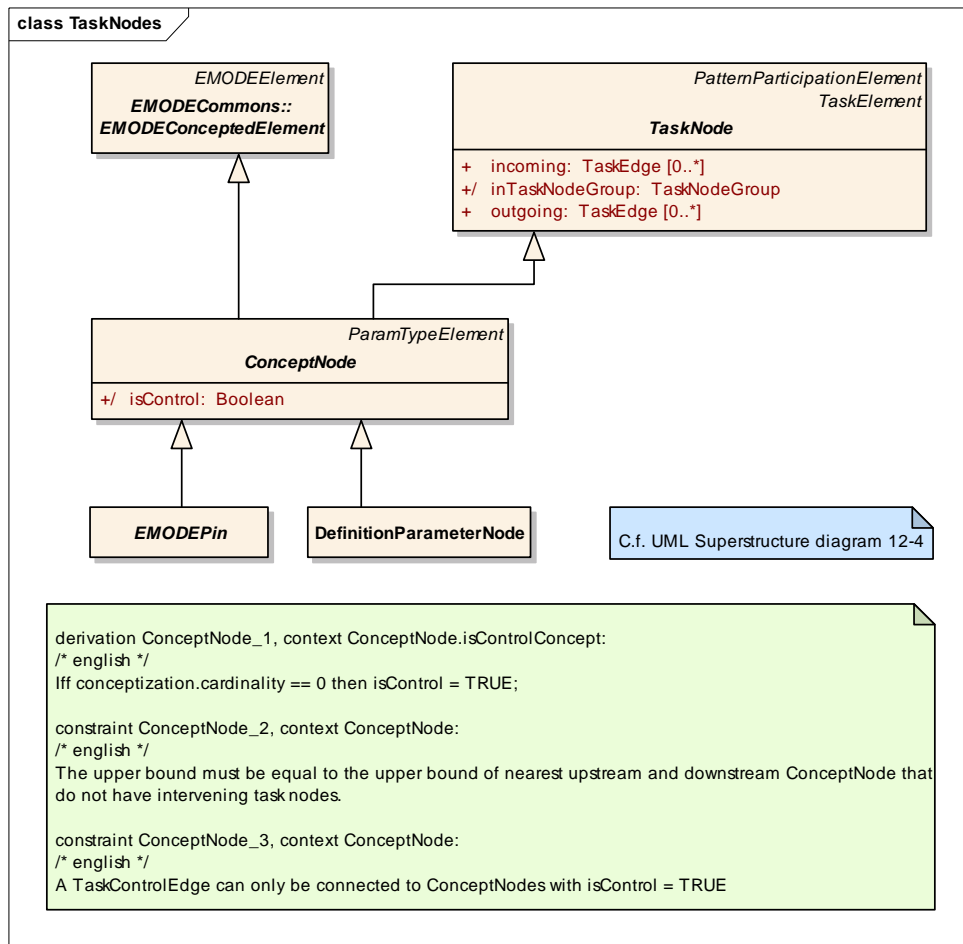 class TaskNodes
EMODEElement
EMODECommons::
EMODEConceptedElement
PatternParticipationElement
TaskElement
TaskNode
+ incoming: TaskEdge [0..*]
+/ inTaskNodeGroup: TaskNodeGroup
+ outgoing: TaskEdge [0..*]
ParamTypeElement
ConceptNode
+/ isControl: Boolean
EMODEPin
DefinitionParameterNode
C.f. UML Superstructure diagram 12-4
derivation ConceptNode_1, context ConceptNode.isControlConcept:
/* english */
Iff conceptization.cardinality == 0 then isControl = TRUE;
constraint ConceptNode_2, context ConceptNode:
/* english */
The upper bound must be equal to the upper bound of nearest upstream and downstream ConceptNode that
do not have intervening task nodes.
constraint ConceptNode_3, context ConceptNode:
/* english */
A TaskControlEdge can only be connected to ConceptNodes with isControl = TRUE